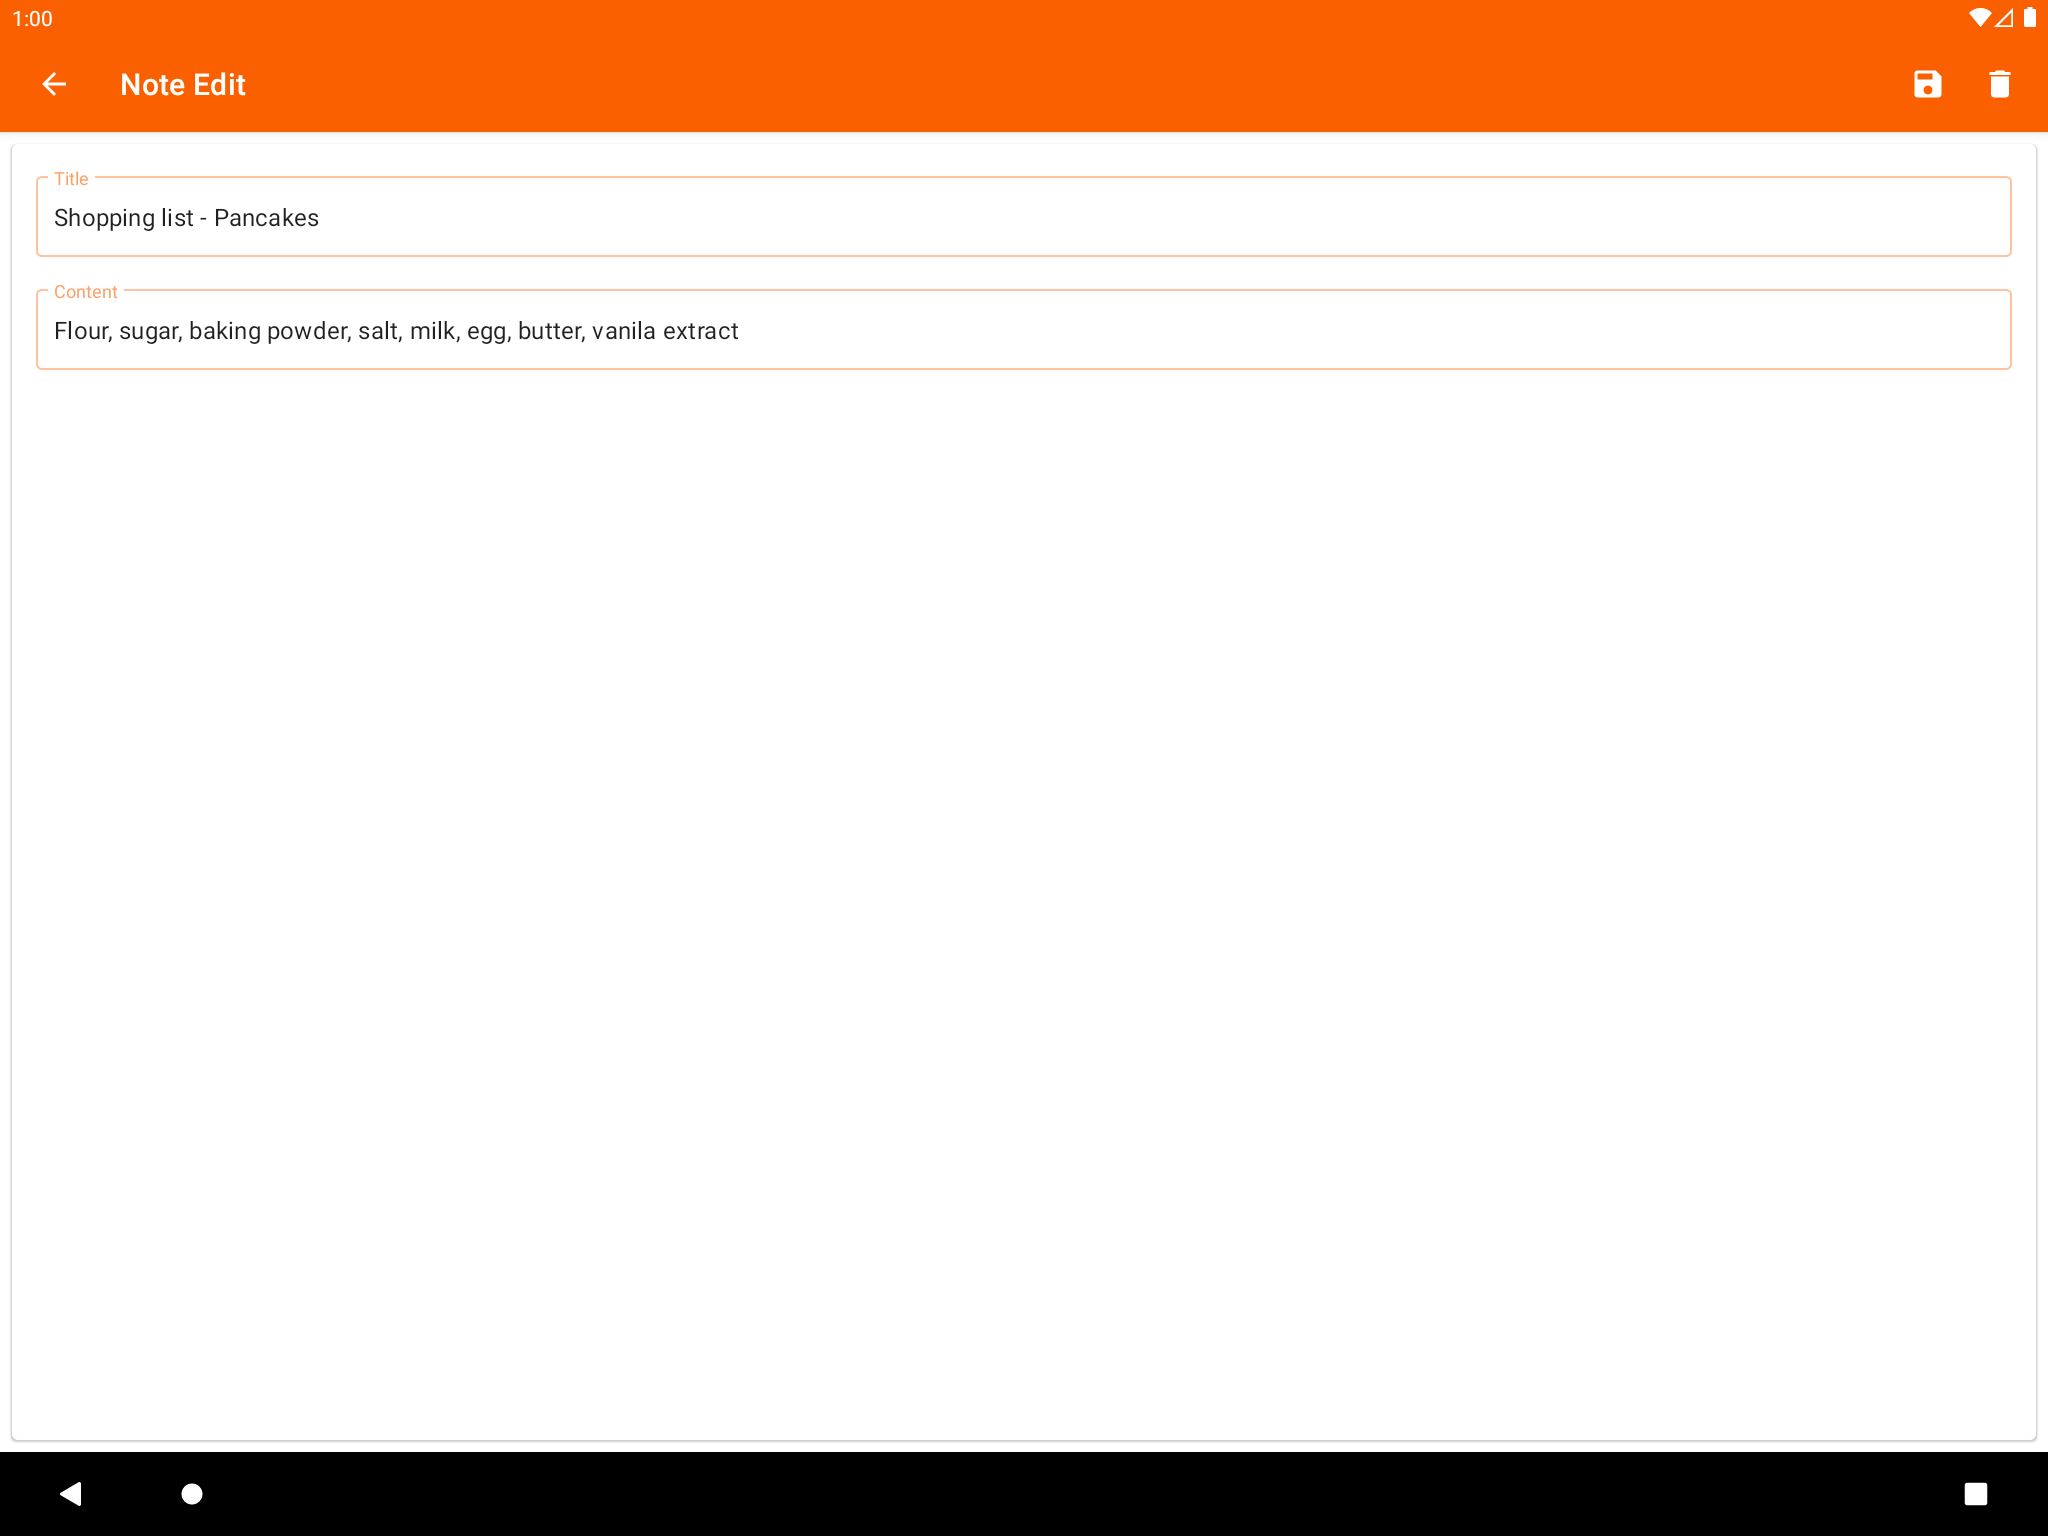 1:00
Note Edit
Title
Shopping list - Pancakes
Content
Flour, sugar, baking powder, salt, milk, egg, butter, vanila extract